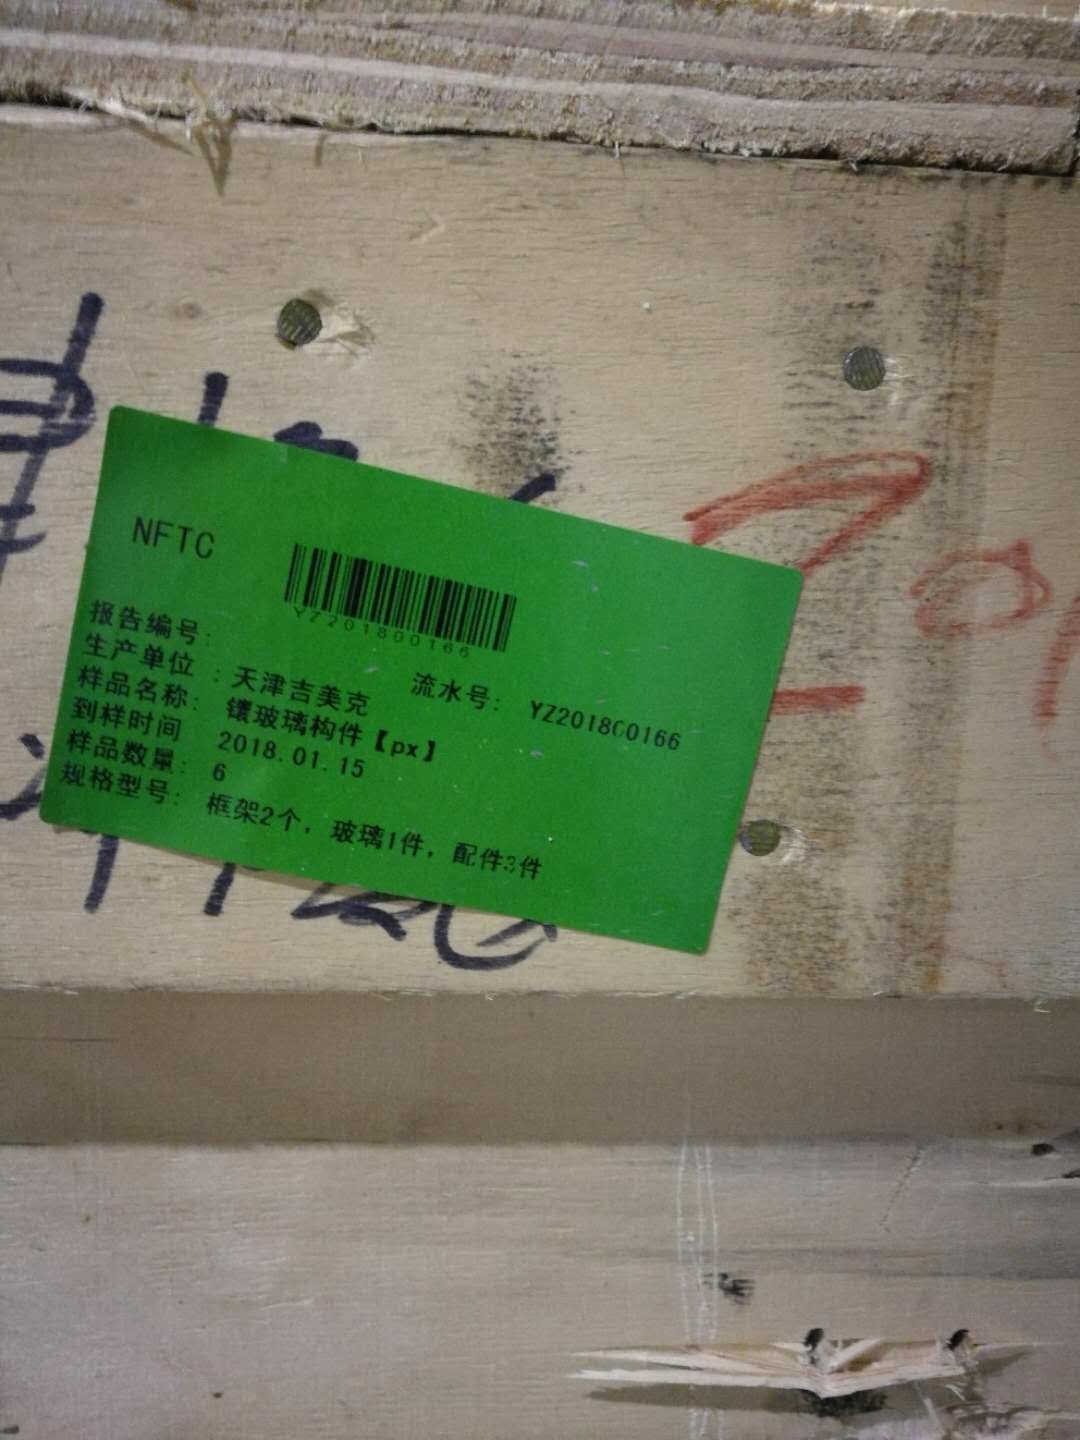 NFTC
YZ201800166
报告编号:
流水号: YZ201800166
生产单位: 天津吉美克
样品名称: 镶玻璃构件【px】
到样时间 2018.01.15
样品数量: 6
规格型号: 框架2个，玻璃1件，配件3件